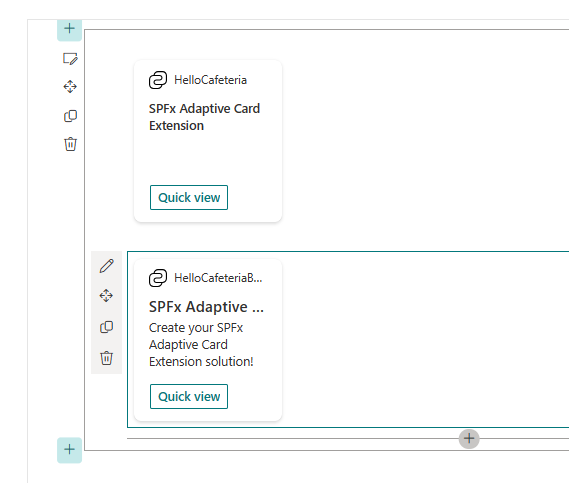 HelloCafeteria
SPFx Adaptive Card
Extension
Quick view
HelloCafeteriaB...
SPFx Adaptive ...
Create your SPFx
Adaptive Card
Extension solution!
Quick view